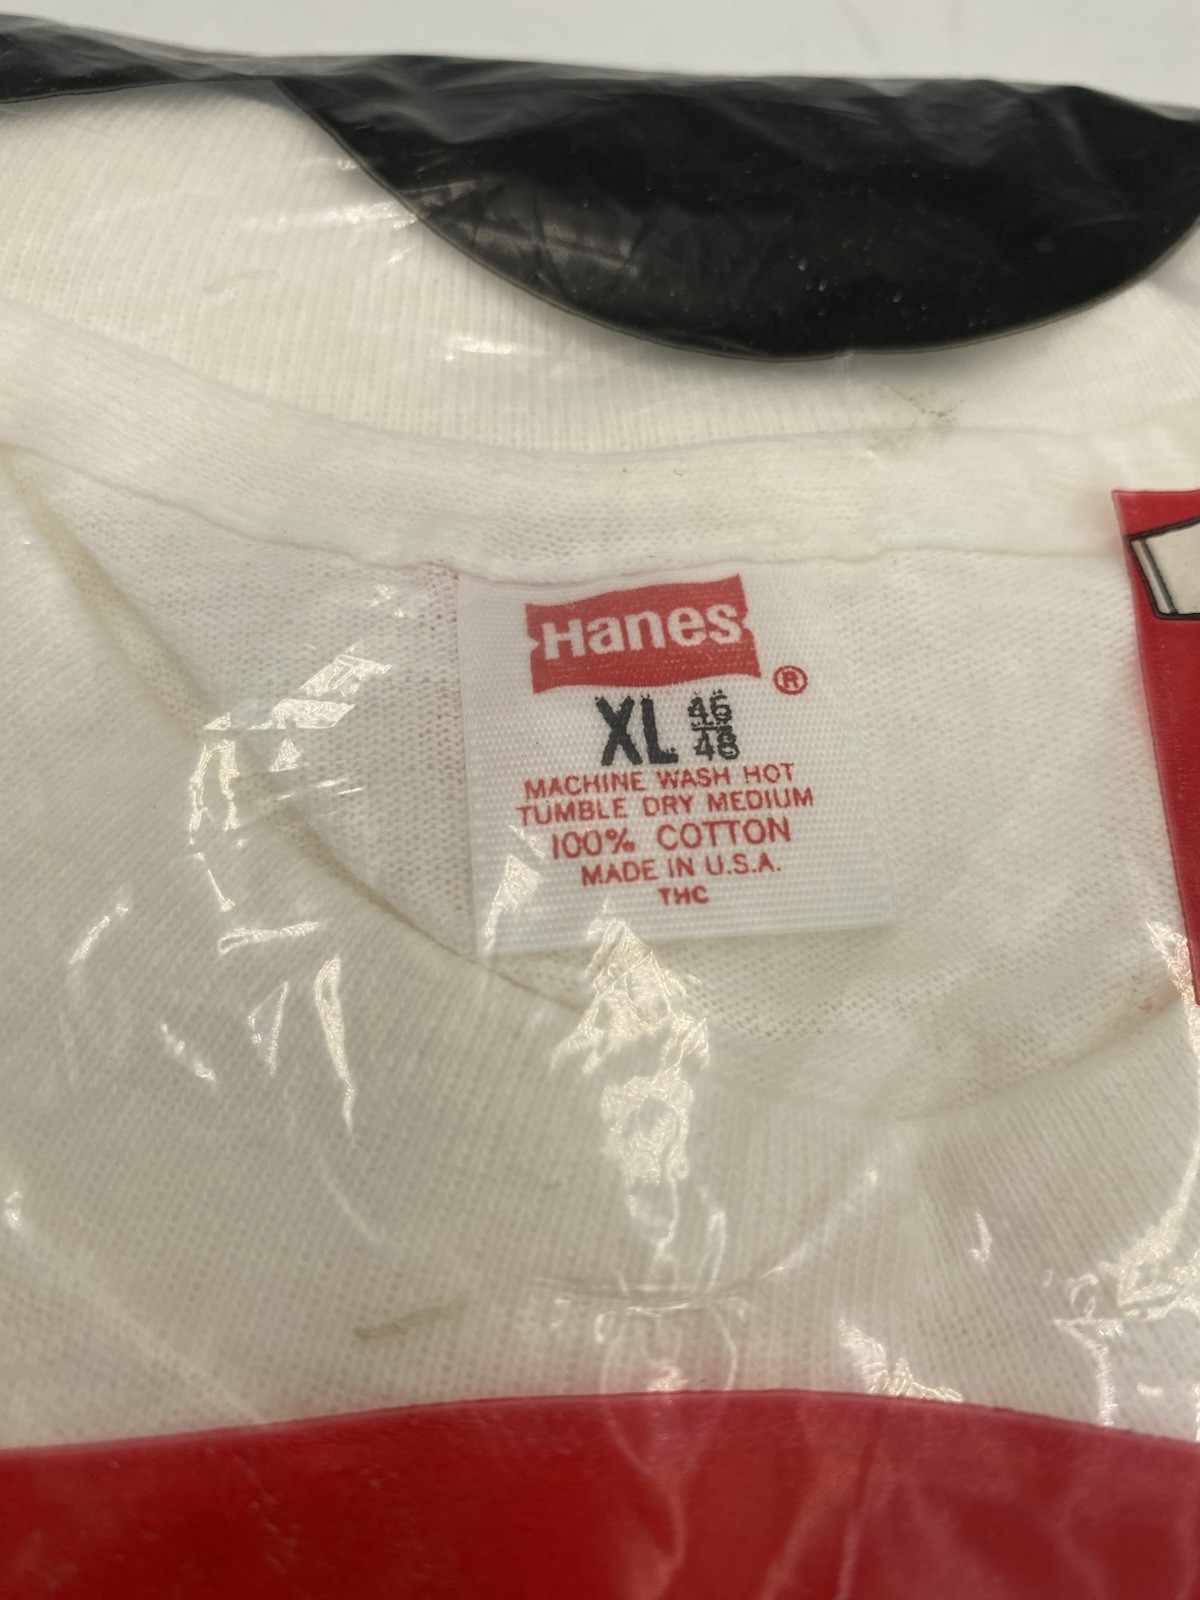 Hanes
®
XL 46/48
MACHINE WASH HOT
TUMBLE DRY MEDIUM
100% COTTON
MADE IN U.S.A.
THC